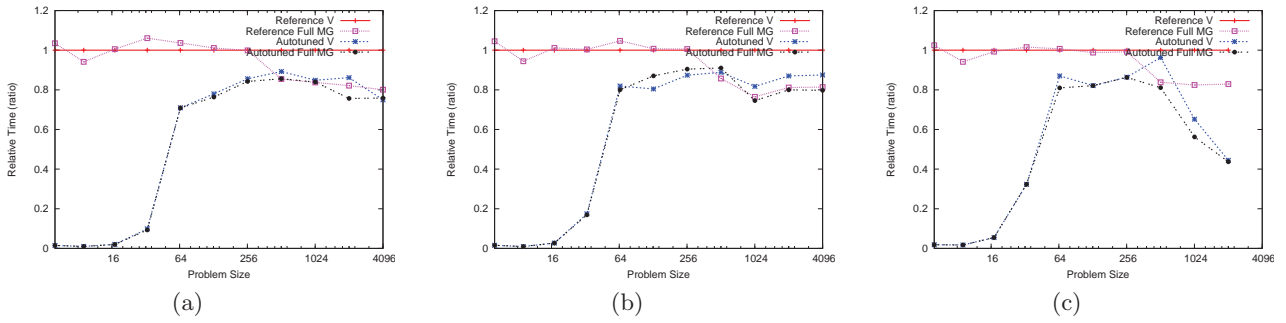 Relative Time (ratio)
1.2
1
0.8
0.6
0.4
0.2
0
16
64
256
1024
4096
Problem Size
Reference V
Reference Full MG
Autotuned V
Autotuned Full MG
(a)
Relative Time (ratio)
1.2
1
0.8
0.6
0.4
0.2
0
16
64
256
1024
4096
Problem Size
Reference V
Reference Full MG
Autotuned V
Autotuned Full MG
(b)
Relative Time (ratio)
1.2
1
0.8
0.6
0.4
0.2
0
16
64
256
1024
4096
Problem Size
Reference V
Reference Full MG
Autotuned V
Autotuned Full MG
(c)